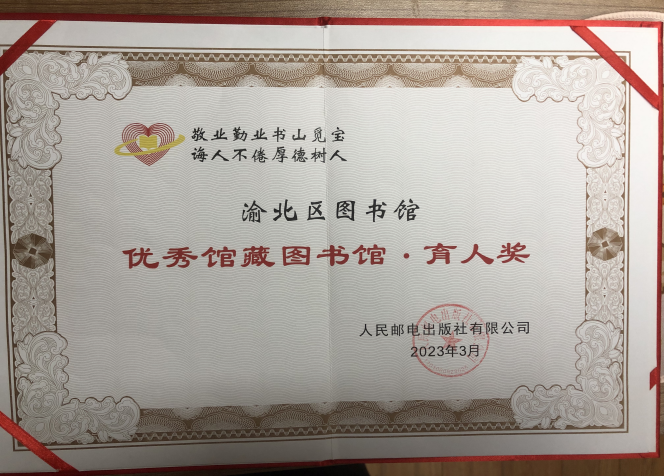 敬业勤业书山觅宝
诲人不倦厚德树人
渝北区图书馆
优秀馆藏图书馆·育人奖
人民邮电出版社有限公司
2023年3月